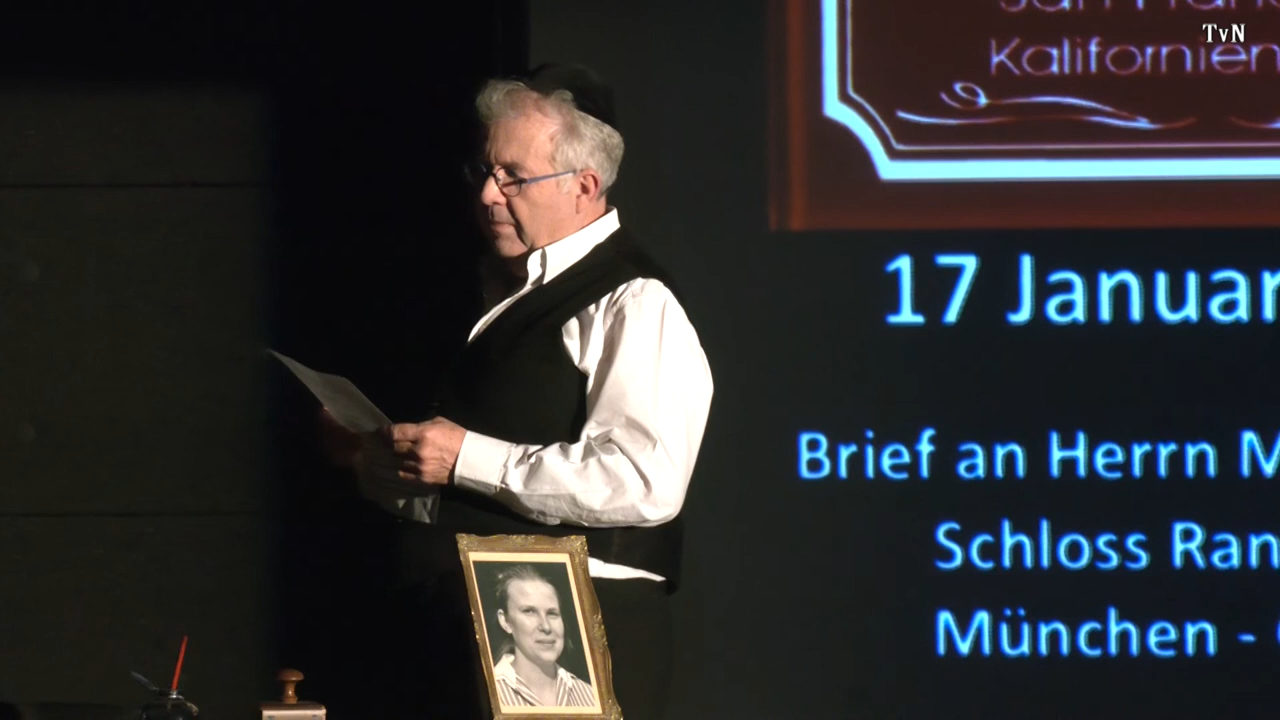 TvN
Kalifornien
17 Januar
Brief an Herrn M
Schloss Ran
München -